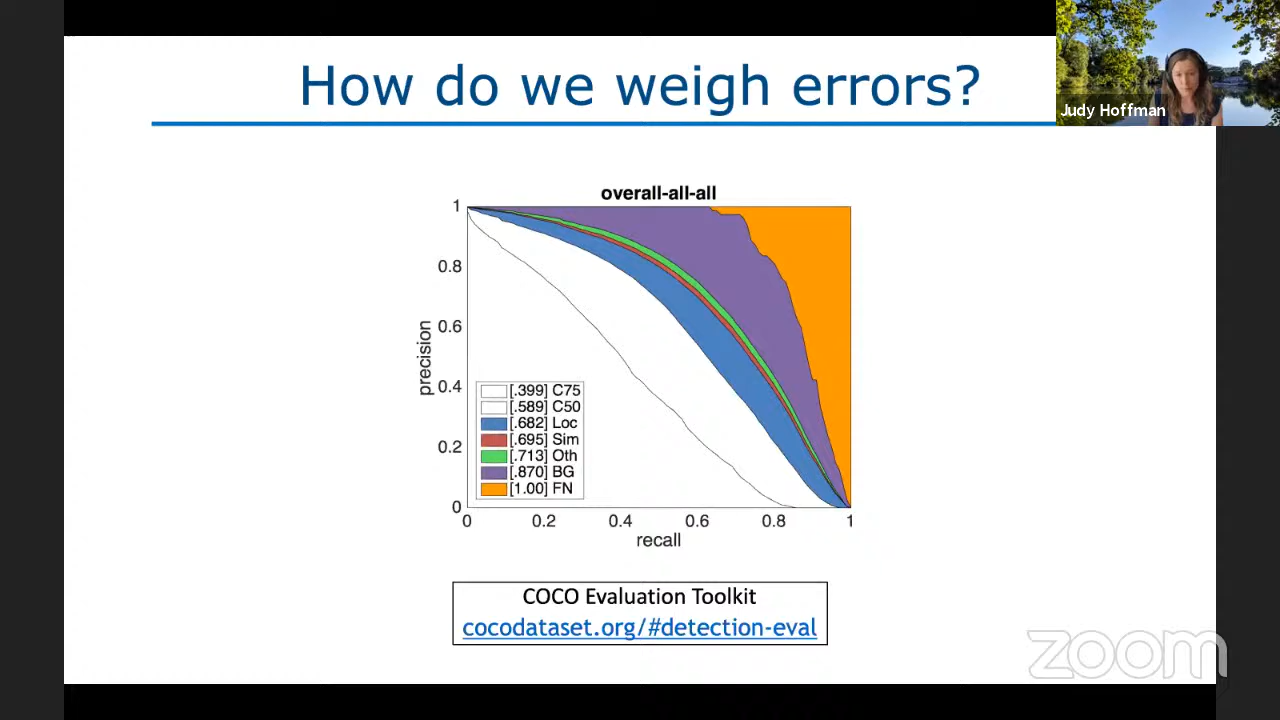 How do we weigh errors?
Judy Hoffman
overall-all-all
1
0.8
0.6
0.4
0.2
0
precision
[.399] C75
[.589] C50
[.682] Loc
[.695] Sim
[.713] Oth
[.870] BG
[1.00] FN
0 0.2 0.4 0.6 0.8 1
recall
COCO Evaluation Toolkit
cocodataset.org/#detection-eval
zoom